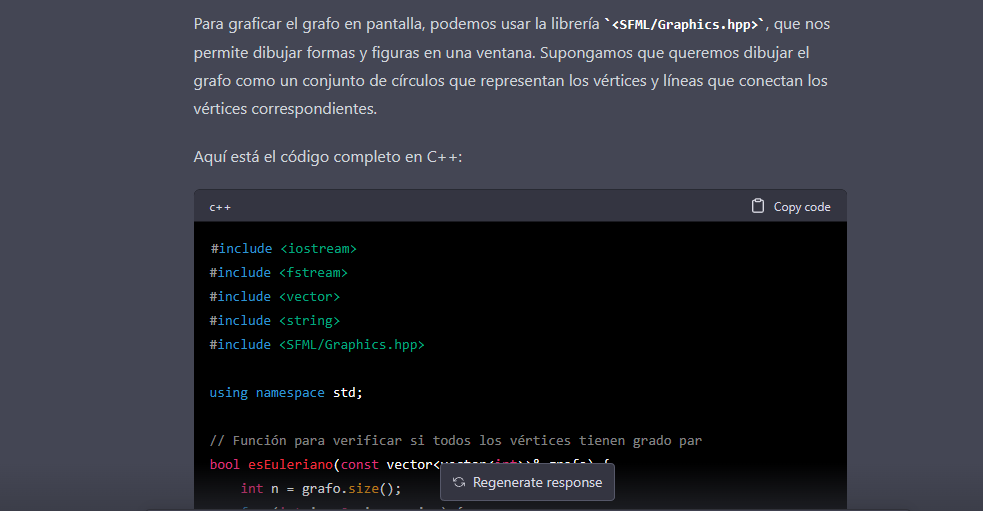 Para graficar el grafo en pantalla, podemos usar la librería `<SFML/Graphics.hpp>`, que nos
permite dibujar formas y figuras en una ventana. Supongamos que queremos dibujar el
grafo como un conjunto de círculos que representan los vértices y líneas que conectan los
vértices correspondientes.
Aquí está el código completo en C++:
c++ Copy code
#include <iostream>
#include <fstream>
#include <vector>
#include <string>
#include <SFML/Graphics.hpp>
using namespace std;
// Función para verificar si todos los vértices tienen grado par
bool esEuleriano(const vector<vector<int>>& grafo) {
int n = grafo.size();
Regenerate response